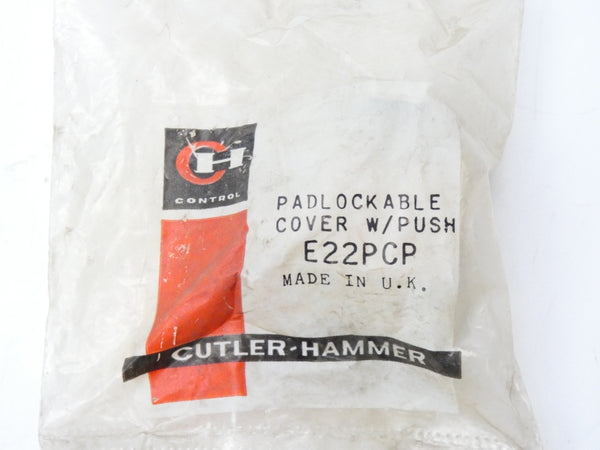 CH
CONTROL
PADLOCKABLE
COVER W/PUSH
E22PCP
MADE IN U.K.
CUTLER-HAMMER